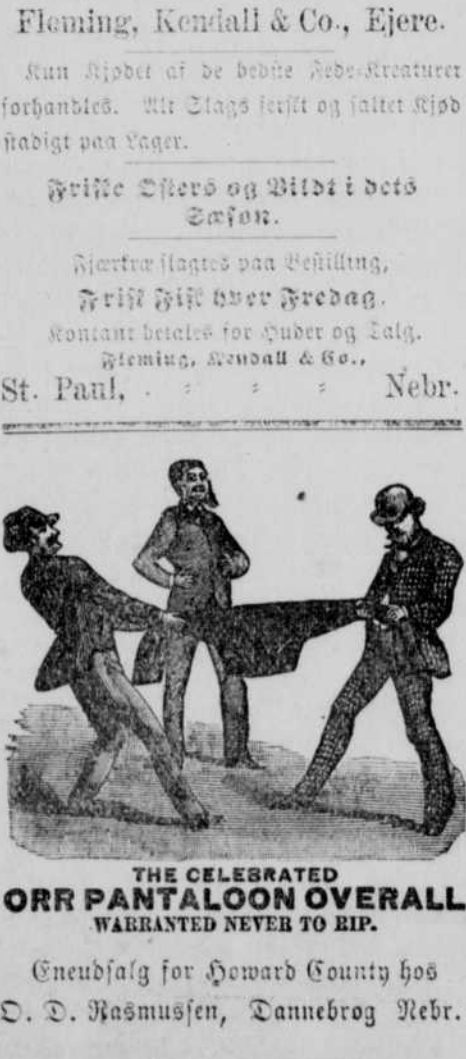 Fleming, Kendall & Co., Ejere.
Kun Kjødet af de bedste Fede-Kreaturer
forhandles. Alt Slags ferskt og saltet Kjød
stadigt paa Lager.
Friske Østers og Vildt i dets
Sæson.
Fjærkræ slagtes paa Bestilling,
Frisk Fisk hver Fredag.
Kontant betales for Huder og Talg.
Fleming, Kendall & Co.,
St. Paul, - - - - Nebr.
THE CELEBRATED
ORR PANTALOON OVERALL
WARRANTED NEVER TO RIP.
Eneudsalg for Howard County hos
O. D. Rasmussen, Dannebrog Nebr.